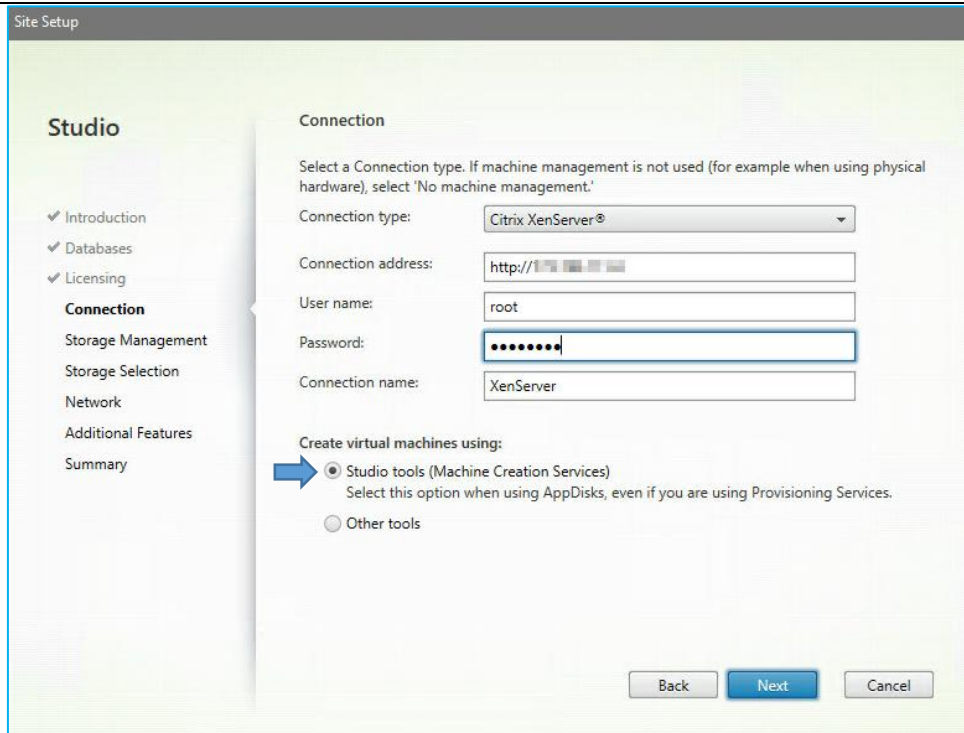 Site Setup
Studio
Introduction
Databases
Licensing
Connection
Storage Management
Storage Selection
Network
Additional Features
Summary
Connection
Select a Connection type. If machine management is not used (for example when using physical
hardware), select 'No machine management.'
Connection type:
Citrix XenServer®
Connection address:
http://
User name:
root
Password:
••••••••
Connection name:
XenServer
Create virtual machines using:
Studio tools (Machine Creation Services)
Select this option when using AppDisks, even if you are using Provisioning Services.
Other tools
Back
Next
Cancel